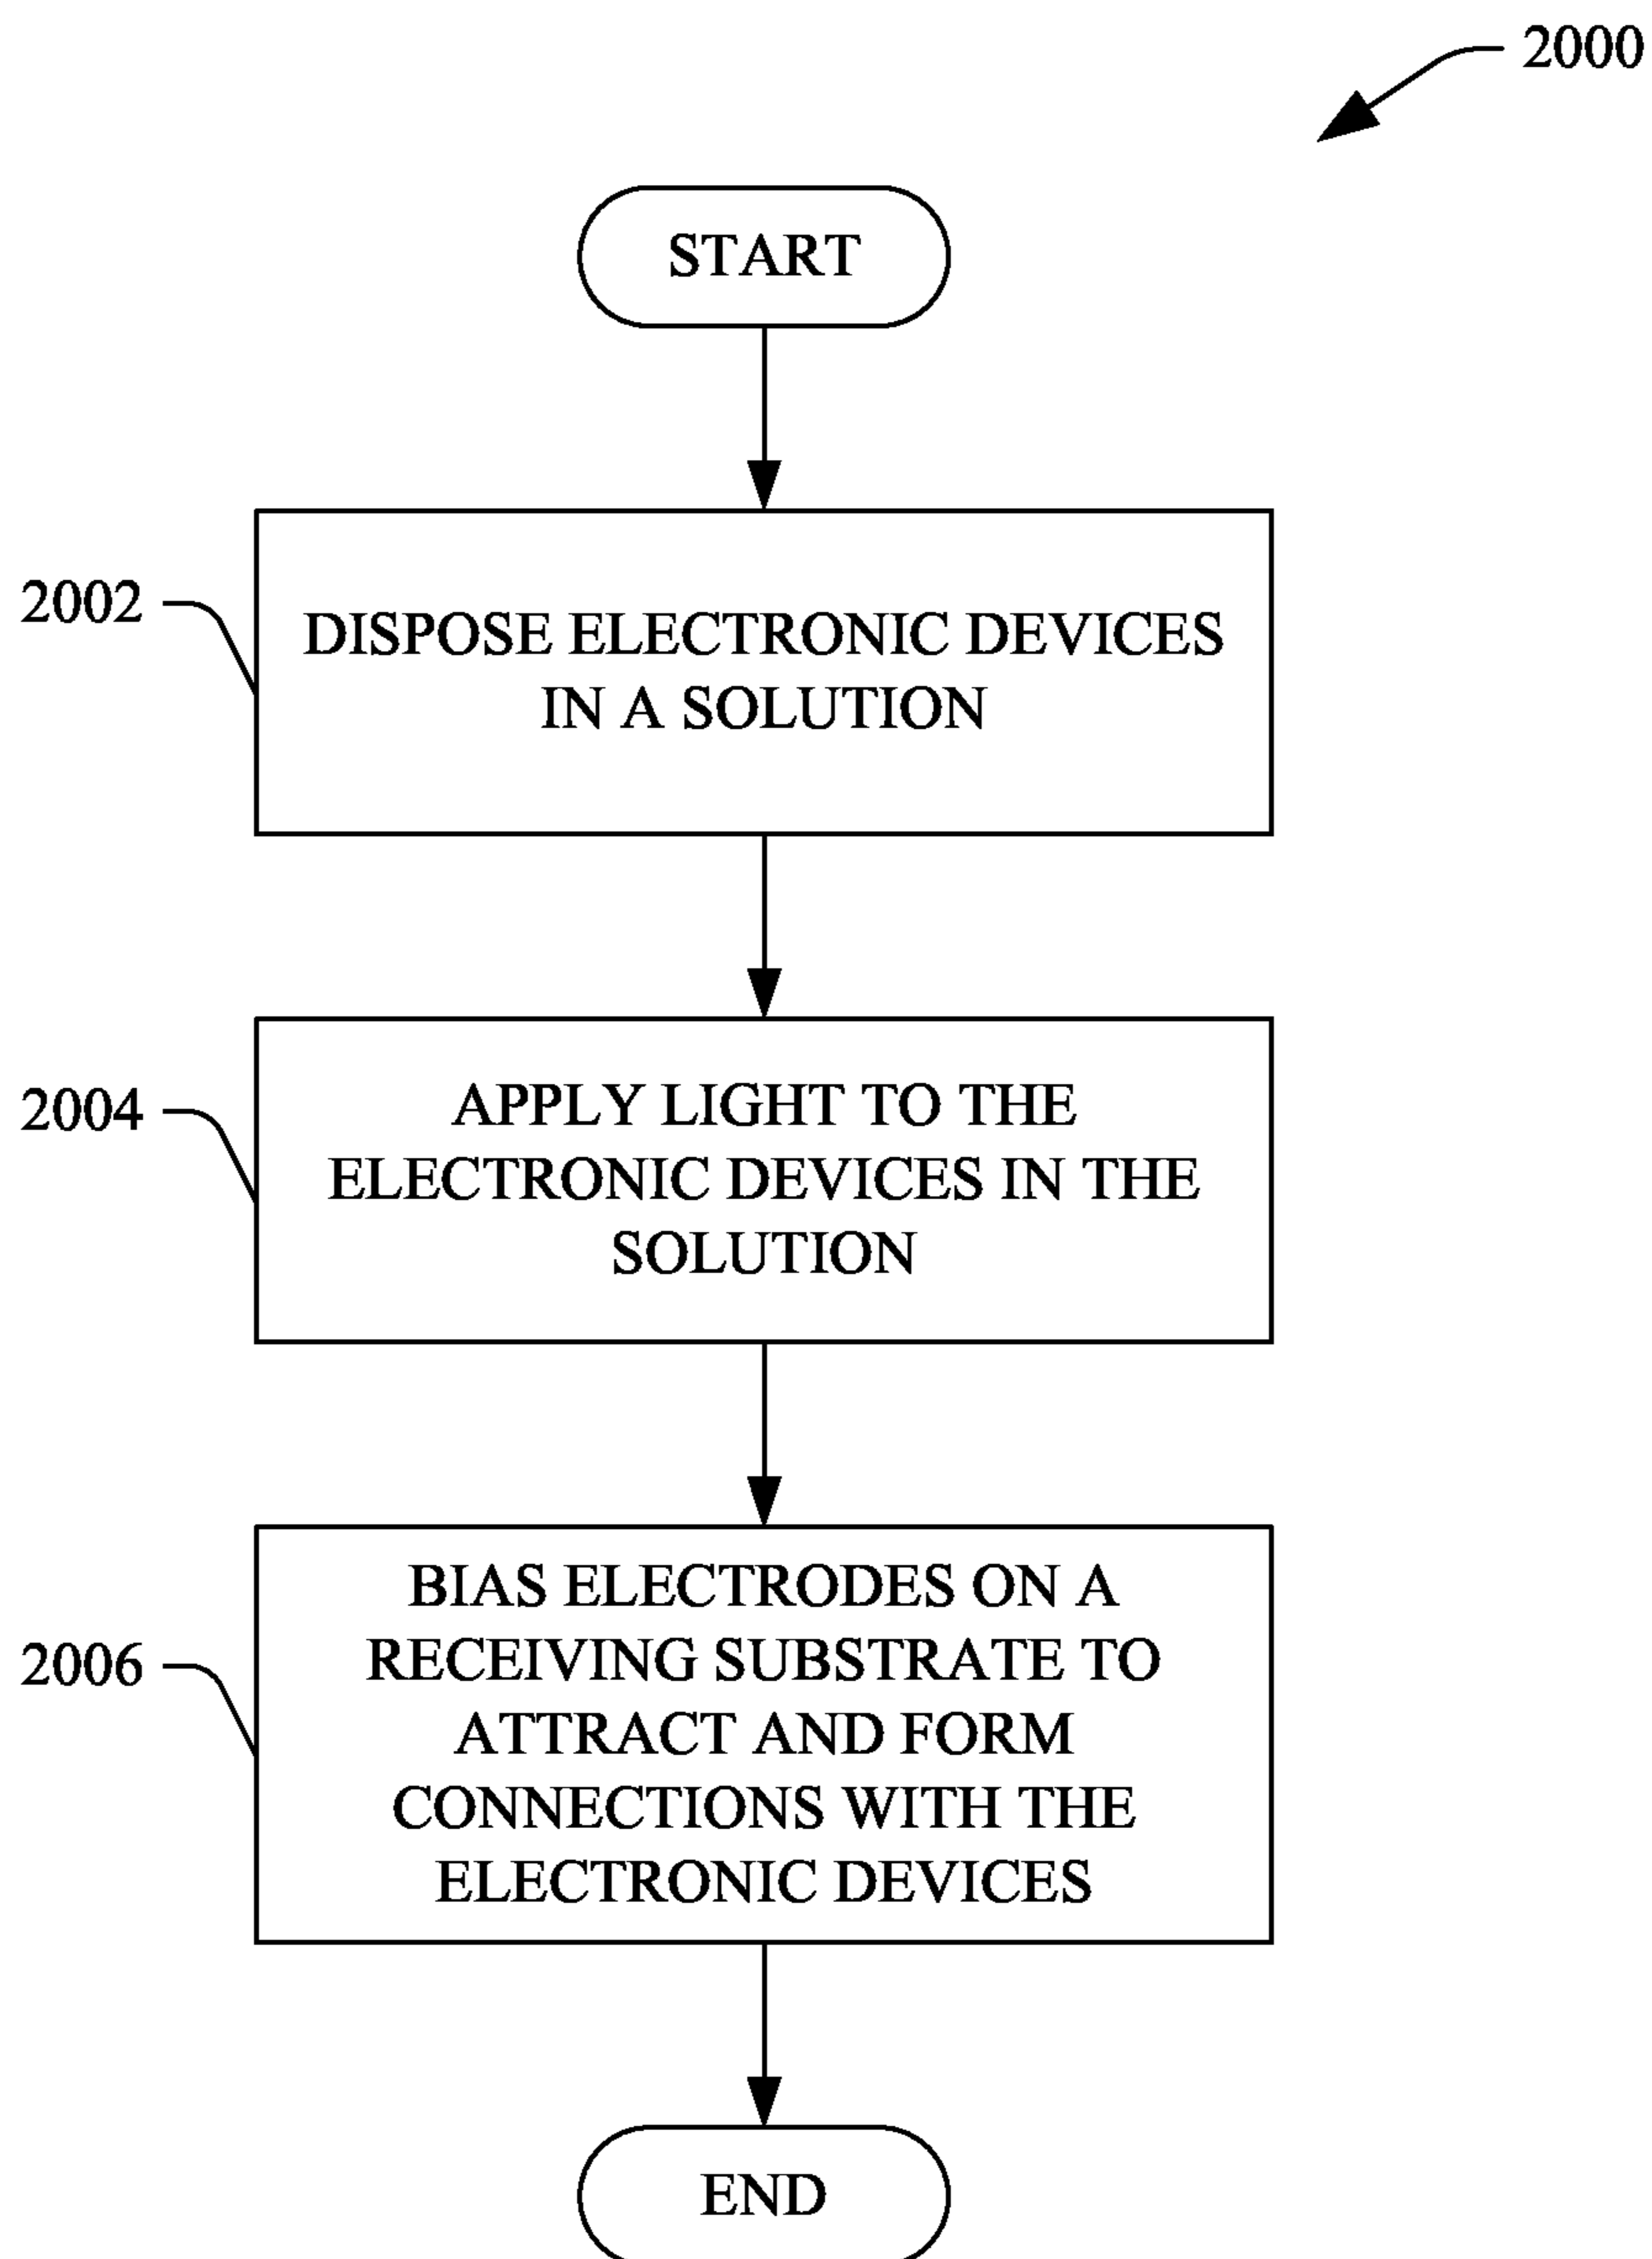 2000
START
2002
DISPOSE ELECTRONIC DEVICES
IN A SOLUTION
2004
APPLY LIGHT TO THE
ELECTRONIC DEVICES IN THE
SOLUTION
2006
BIAS ELECTRODES ON A
RECEIVING SUBSTRATE TO
ATTRACT AND FORM
CONNECTIONS WITH THE
ELECTRONIC DEVICES
END